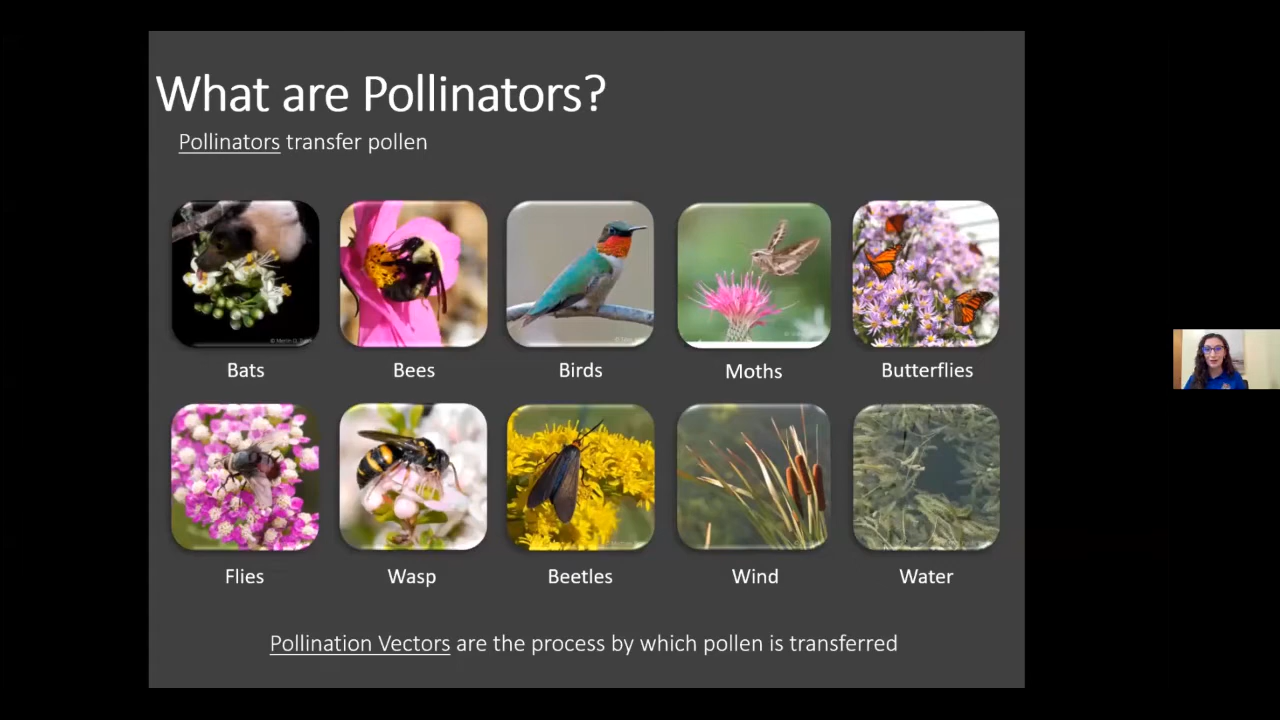 What are Pollinators?
Pollinators transfer pollen
Bats
Bees
Birds
Moths
Butterflies
Flies
Wasp
Beetles
Wind
Water
Pollination Vectors are the process by which pollen is transferred